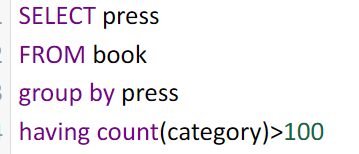 SELECT press
FROM book
group by press
having count(category)>100